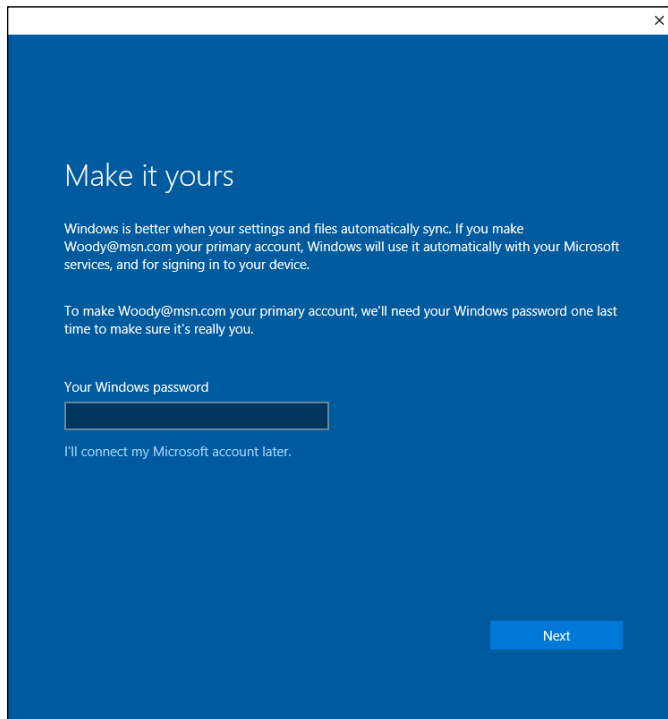 Make it yours
Windows is better when your settings and files automatically sync. If you make
Woody@msn.com your primary account, Windows will use it automatically with your Microsoft
services, and for signing in to your device.
To make Woody@msn.com your primary account, we'll need your Windows password one last
time to make sure it's really you.
Your Windows password
I'll connect my Microsoft account later.
Next